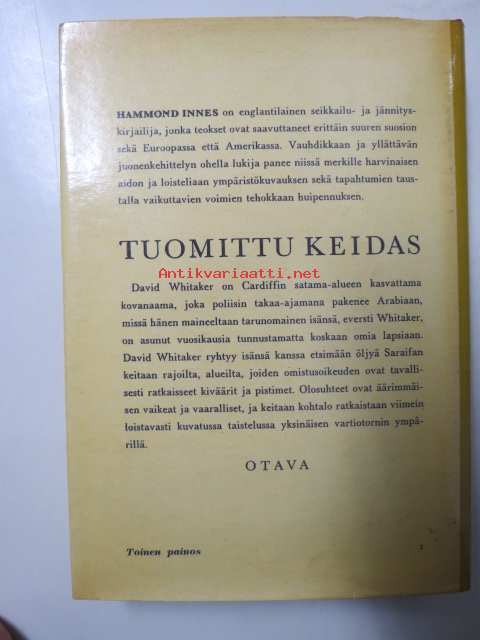 HAMMOND INNES on englantilainen seikkailu- ja jännitys-
kirjailija, jonka teokset ovat saavuttaneet erittäin suuren suosion
sekä Euroopassa että Amerikassa. Vauhdikkaan ja yllättävän
juonenkehittelyn ohella lukija panee niissä merkille harvinaisen
aidon ja loisteliaan ympäristökuvauksen sekä tapahtumien taus-
talla vaikuttavien voimien tehokkaan huipennuksen.
TUOMITTU KEIDAS
Antikvariaatti.net
David Whitaker on Cardiffin satama-alueen kasvattama
kovanaama, joka poliisin takaa-ajamana pakenee Arabiaan,
missä hänen maineeltaan tarunomainen isänsä, eversti Whitaker,
on asunut vuosikausia tunnustamatta koskaan omia lapsiaan.
David Whitaker ryhtyy isänsä kanssa etsimään öljyä Saraifan
keitaan rajoilta, alueilta, joiden omistusoikeuden ovat tavalli-
sesti ratkaisseet kiväärit ja pistimet. Olosuhteet ovat äärimmäi-
sen vaikeat ja vaaralliset, ja keitaan kohtalo ratkaistaan viimein
loistavasti kuvatussa taistelussa yksinäisen vartiotornin ympä-
rillä.
OTAVA
Toinen painos